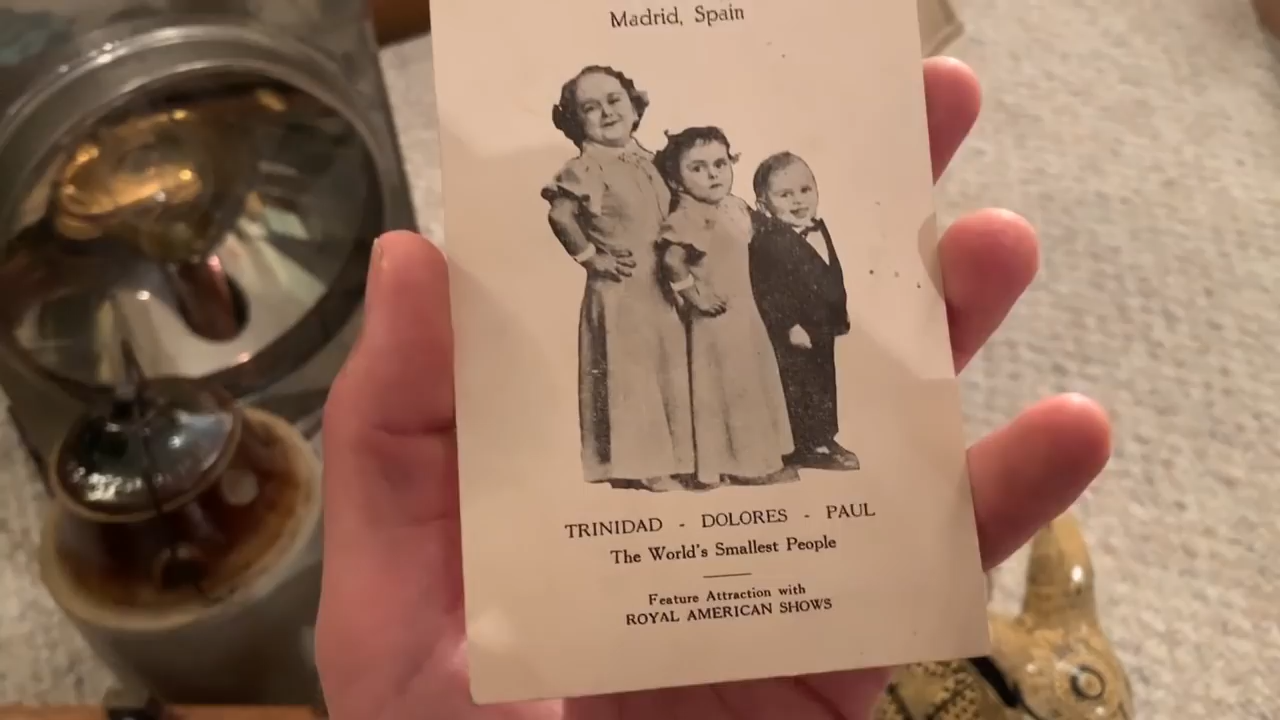 Madrid, Spain
TRINIDAD - DOLORES - PAUL
The World's Smallest People
Feature Attraction with
ROYAL AMERICAN SHOWS